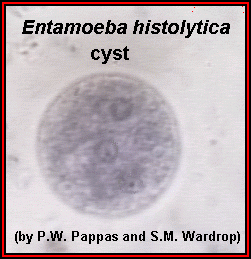 Entamoeba histolytica
cyst
(by P.W. Pappas and S.M. Wardrop)